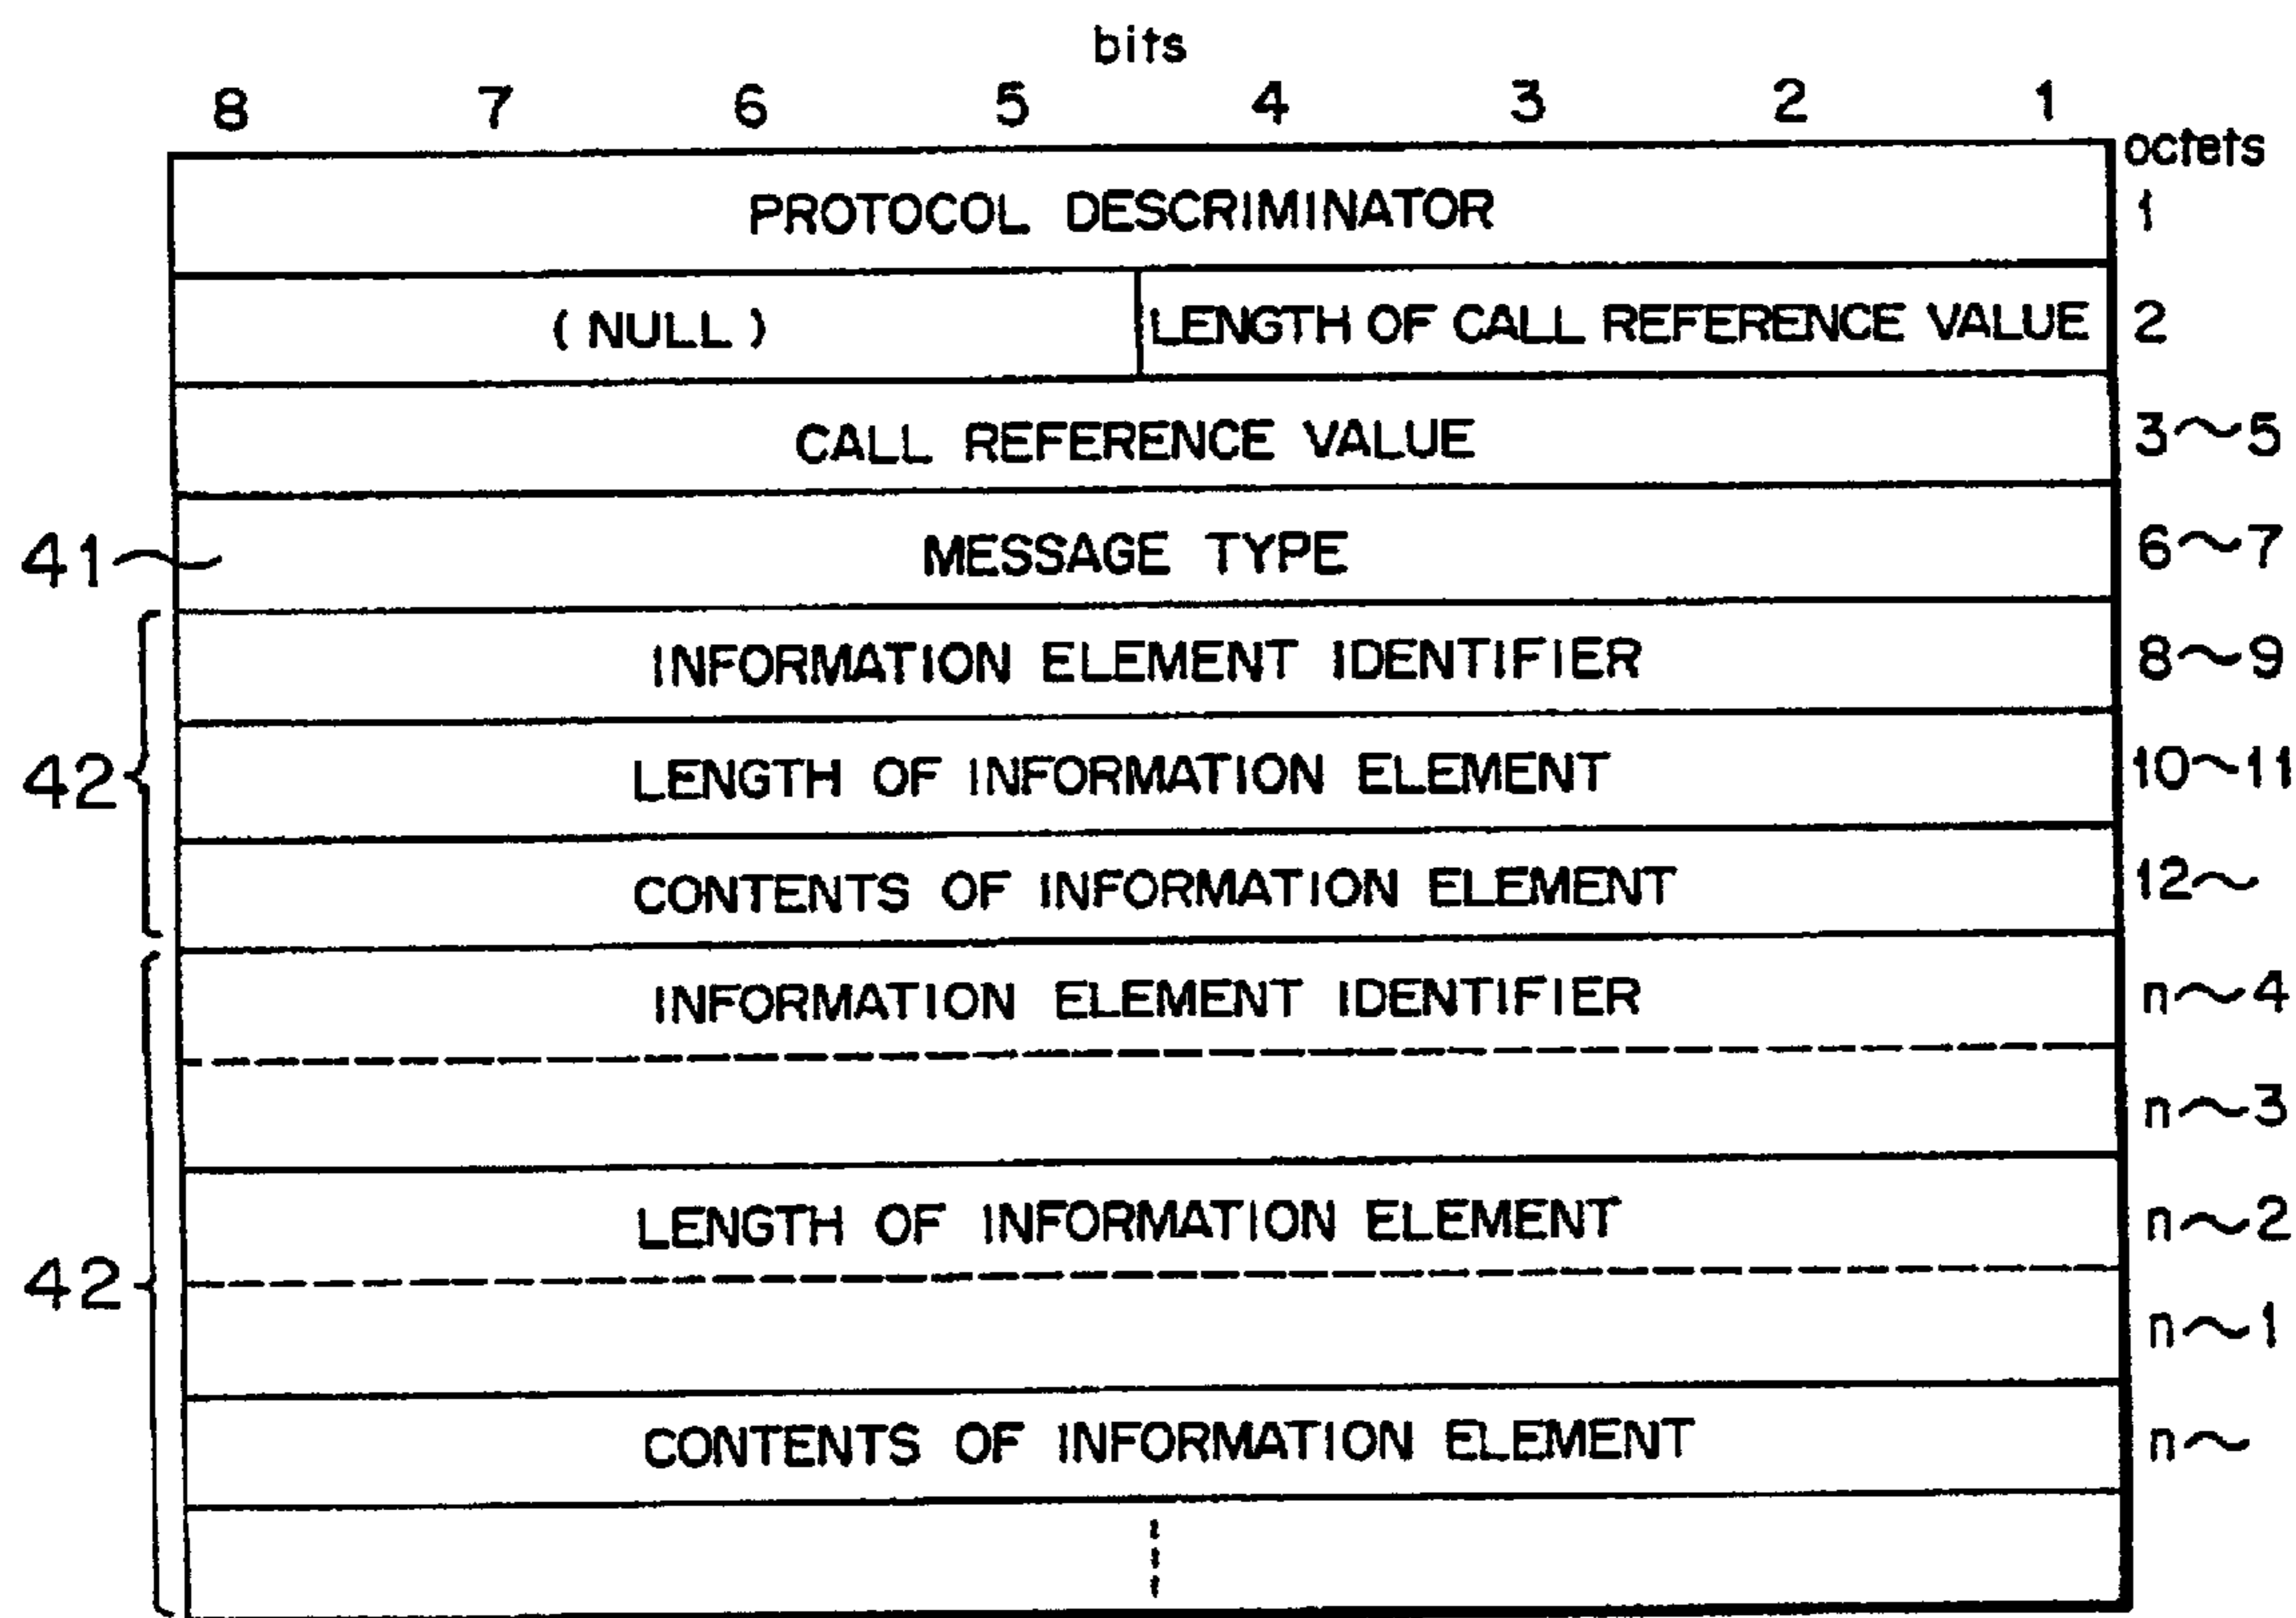 bits
8 7 6 5 4 3 2 1
octets
PROTOCOL DESCRIMINATOR 1
(NULL) LENGTH OF CALL REFERENCE VALUE 2
CALL REFERENCE VALUE 3~5
41 MESSAGE TYPE 6~7
INFORMATION ELEMENT IDENTIFIER 8~9
42 LENGTH OF INFORMATION ELEMENT 10~11
CONTENTS OF INFORMATION ELEMENT 12~
INFORMATION ELEMENT IDENTIFIER n~4
n~3
LENGTH OF INFORMATION ELEMENT n~2
42
n~1
CONTENTS OF INFORMATION ELEMENT n~